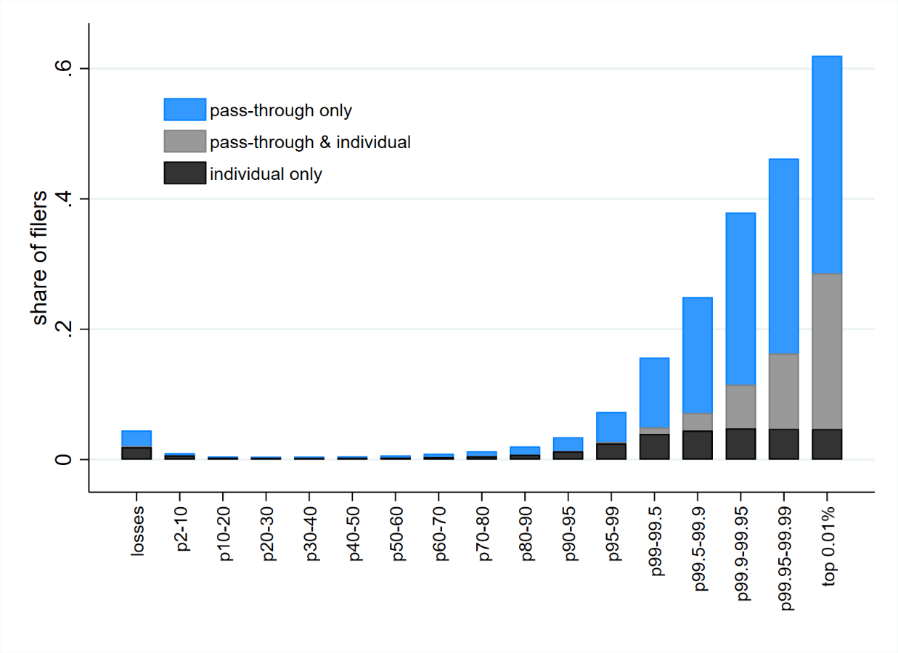 share of filers
.6
.4
.2
0
pass-through only
pass-through & individual
individual only
losses
p2-10
p10-20
p20-30
p30-40
p40-50
p50-60
p60-70
p70-80
p80-90
p90-95
p95-99
p99-99.5
p99.5-99.9
p99.9-99.95
p99.95-99.99
top 0.01%